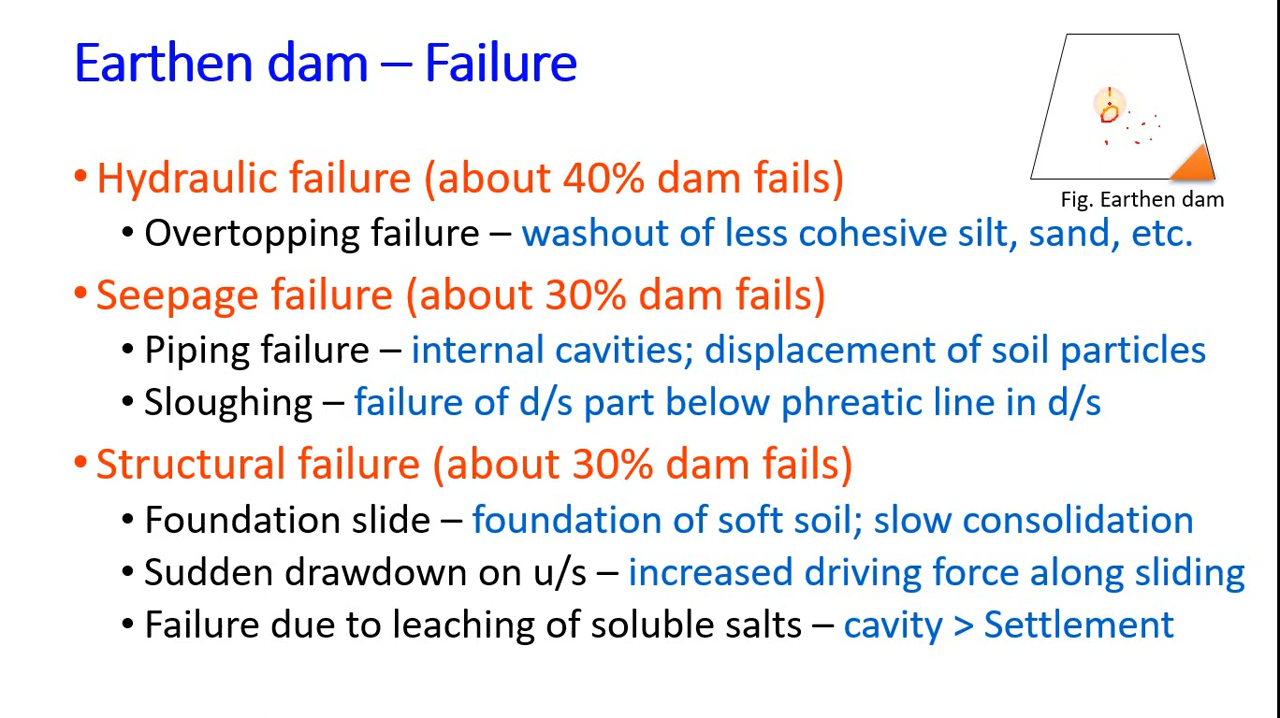 Earthen dam – Failure
• Hydraulic failure (about 40% dam fails)
Fig. Earthen dam
• Overtopping failure – washout of less cohesive silt, sand, etc.
• Seepage failure (about 30% dam fails)
• Piping failure – internal cavities; displacement of soil particles
• Sloughing – failure of d/s part below phreatic line in d/s
• Structural failure (about 30% dam fails)
• Foundation slide – foundation of soft soil; slow consolidation
• Sudden drawdown on u/s – increased driving force along sliding
• Failure due to leaching of soluble salts – cavity > Settlement